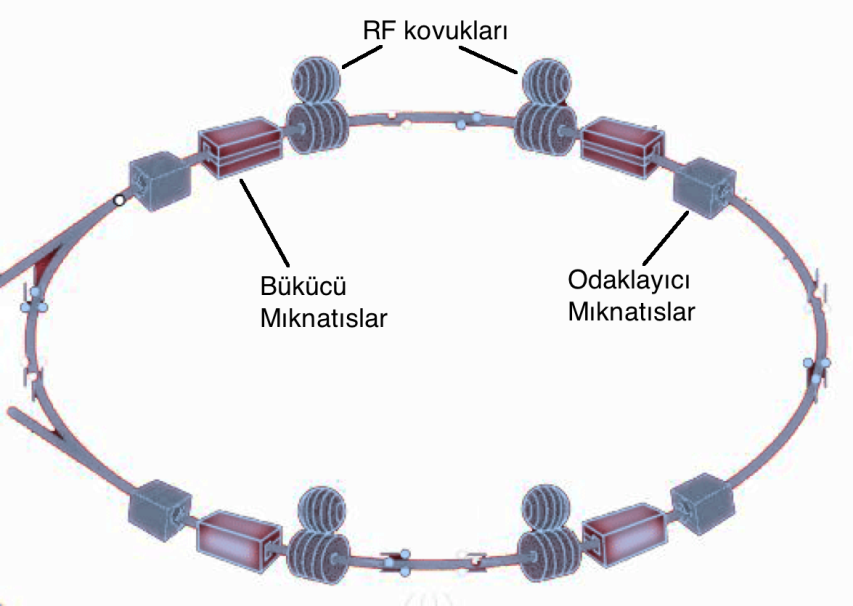 RF kovukları
Bükücü
Mıknatıslar
Odaklayıcı
Mıknatıslar